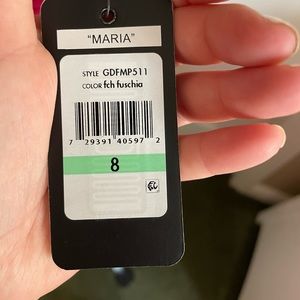 "MARIA"
STYLE GDFMP511
COLOR fch fuschia
7 29391 40597 2
8